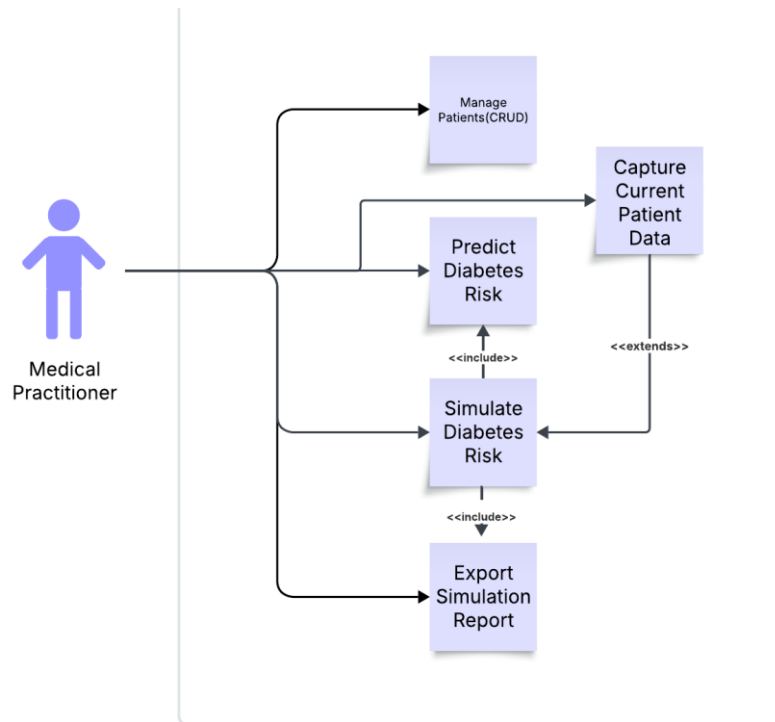 Manage
Patients(CRUD)
Capture
Current
Patient
Data
Predict
Diabetes
Risk
<<include>>
<<extends>>
Medical
Practitioner
Simulate
Diabetes
Risk
<<include>>
Export
Simulation
Report